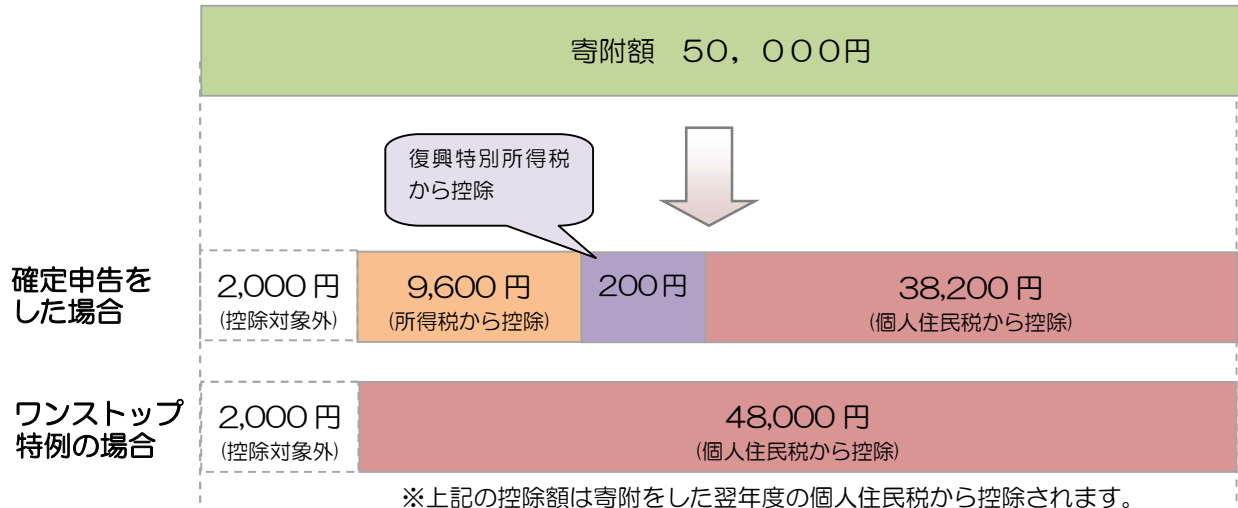 寄附額　50，000円
復興特別所得税
から控除
確定申告を
した場合
2,000 円
(控除対象外)
9,600 円
(所得税から控除)
200円
38,200 円
(個人住民税から控除)
ワンストップ
特例の場合
2,000 円
(控除対象外)
48,000 円
(個人住民税から控除)
※上記の控除額は寄附をした翌年度の個人住民税から控除されます。